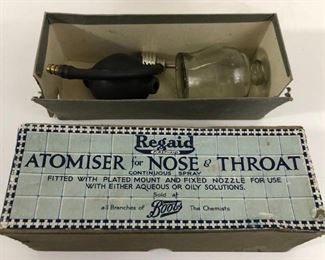 Regaid
ATOMISER for NOSE & THROAT
CONTINUOUS SPRAY
FITTED WITH PLATED MOUNT AND FIXED NOZZLE FOR USE
WITH EITHER AQUEOUS OR OILY SOLUTIONS.
Sold at
all Branches of Boots The Chemists